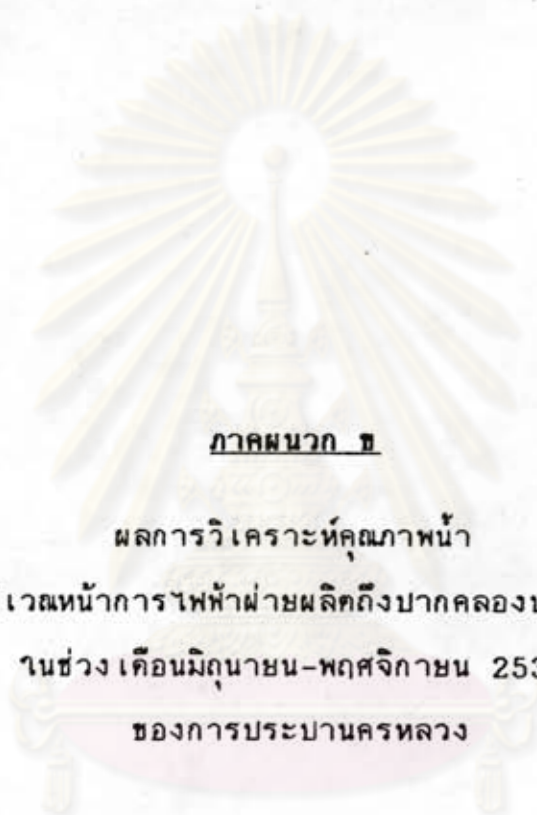 ภาคผนวก ข
ผลการวิเคราะห์คุณภาพน้ำ
เวณหน้าการไฟฟ้าฝ่ายผลิตถึงปากคลองบ
ในช่วงเดือนมิถุนายน-พฤศจิกายน 253
ของการประปานครหลวง